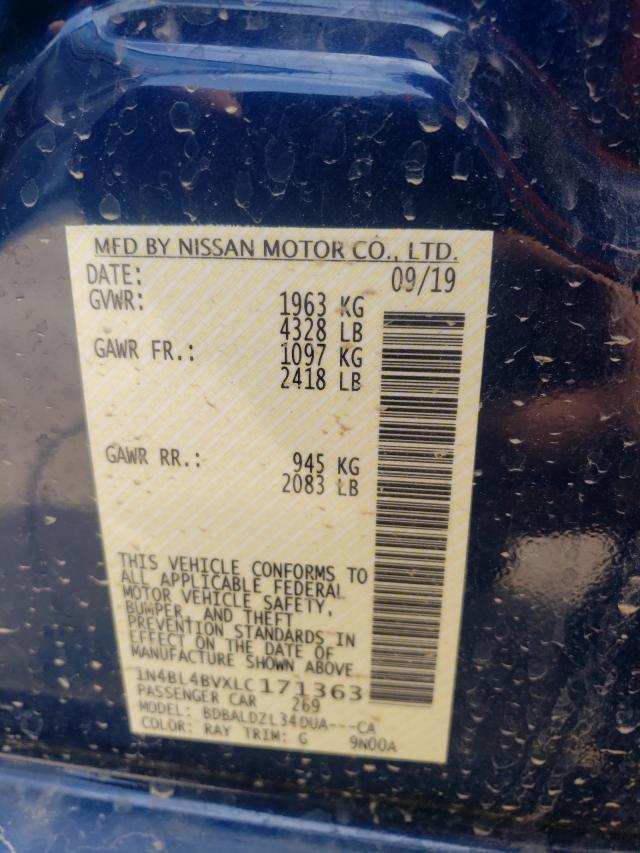 MFD BY NISSAN MOTOR CO., LTD.
DATE: 09/19
GVWR: 1963 KG
4328 LB
GAWR FR.: 1097 KG
2418 LB
GAWR RR.: 945 KG
2083 LB
THIS VEHICLE CONFORMS TO
ALL APPLICABLE FEDERAL
MOTOR VEHICLE SAFETY,
BUMPER, AND THEFT
PREVENTION STANDARDS IN
EFFECT ON THE DATE OF
MANUFACTURE SHOWN ABOVE
1N4BL4BVXLC171363
PASSENGER CAR 269
MODEL: BDBALDZL34DUA---CA
COLOR: RAY TRIM: G 9N00A